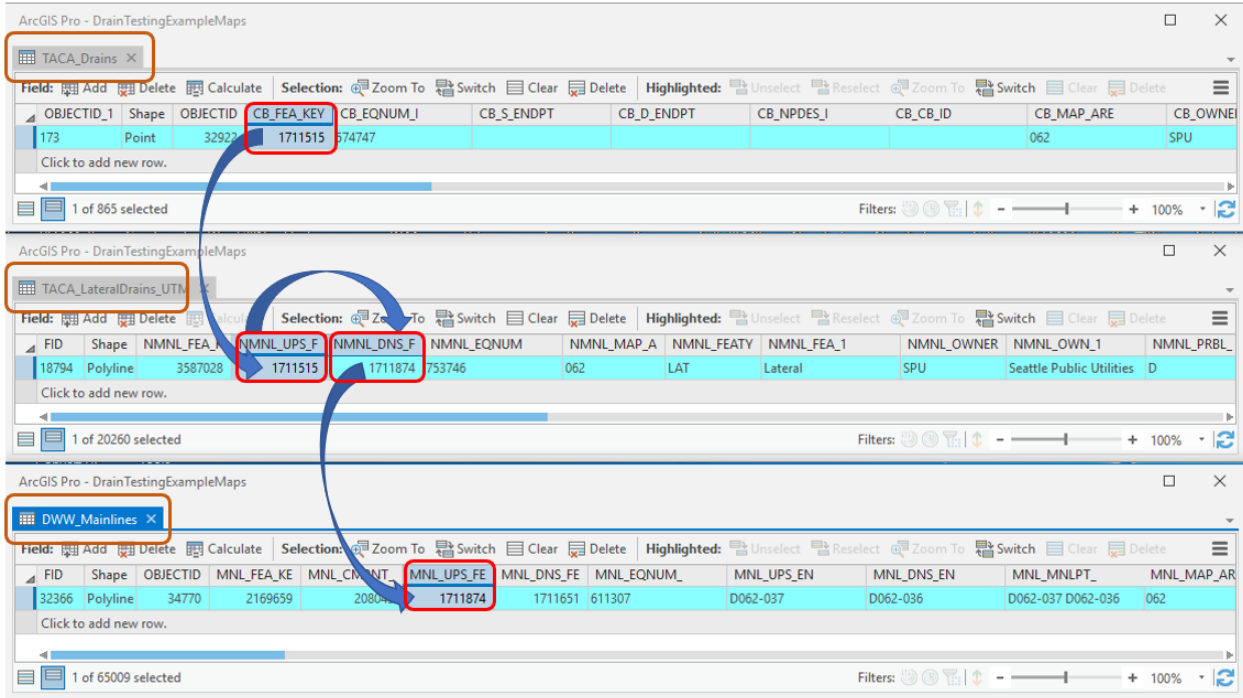 ArcGIS Pro - DrainTestingExampleMaps
TACA_Drains
Field: Add Delete Calculate Selection: Zoom To Switch Clear Delete Highlighted: Unselect Reselect Zoom To Switch Clear Delete
OBJECTID_1 Shape OBJECTID CB_FEA_KEY CB_EQNUM_I CB_S_ENDPT CB_D_ENDPT CB_NPDES_I CB_CB_ID CB_MAP_ARE CB_OWNE
173 Point 32922 1711515 574747 062 SPU
Click to add new row.
1 of 865 selected Filters: - + 100%
ArcGIS Pro - DrainTestingExampleMaps
TACA_LateralDrains_UTM
Field: Add Delete Selection: To Switch Clear Delete Highlighted: Unselect Reselect Zoom To Switch Clear Delete
FID Shape NMNL_FEA_ NMNL_UPS_F NMNL_DNS_F NMNL_EQNUM NMNL_MAP_A NMNL_FEATY NMNL_FEA_1 NMNL_OWNER NMNL_OWN_1 NMNL_PRBL_
18794 Polyline 3587028 1711515 1711874 753746 062 LAT Lateral SPU Seattle Public Utilities D
Click to add new row.
1 of 20260 selected Filters: - + 100%
ArcGIS Pro - DrainTestingExampleMaps
DWW_Mainlines
Field: Add Delete Calculate Selection: Zoom To Switch Clear Delete Highlighted: Unselect Reselect Zoom To Switch Clear Delete
FID Shape OBJECTID MNL_FEA_KE MNL_UPS_FE MNL_DNS_FE MNL_EQNUM_ MNL_UPS_EN MNL_DNS_EN MNL_MNLPT_ MNL_MAP_AR
32366 Polyline 34770 2169659 1711874 1711651 611307 D062-037 D062-036 D062-037 D062-036 062
Click to add new row.
1 of 65009 selected Filters: - + 100%